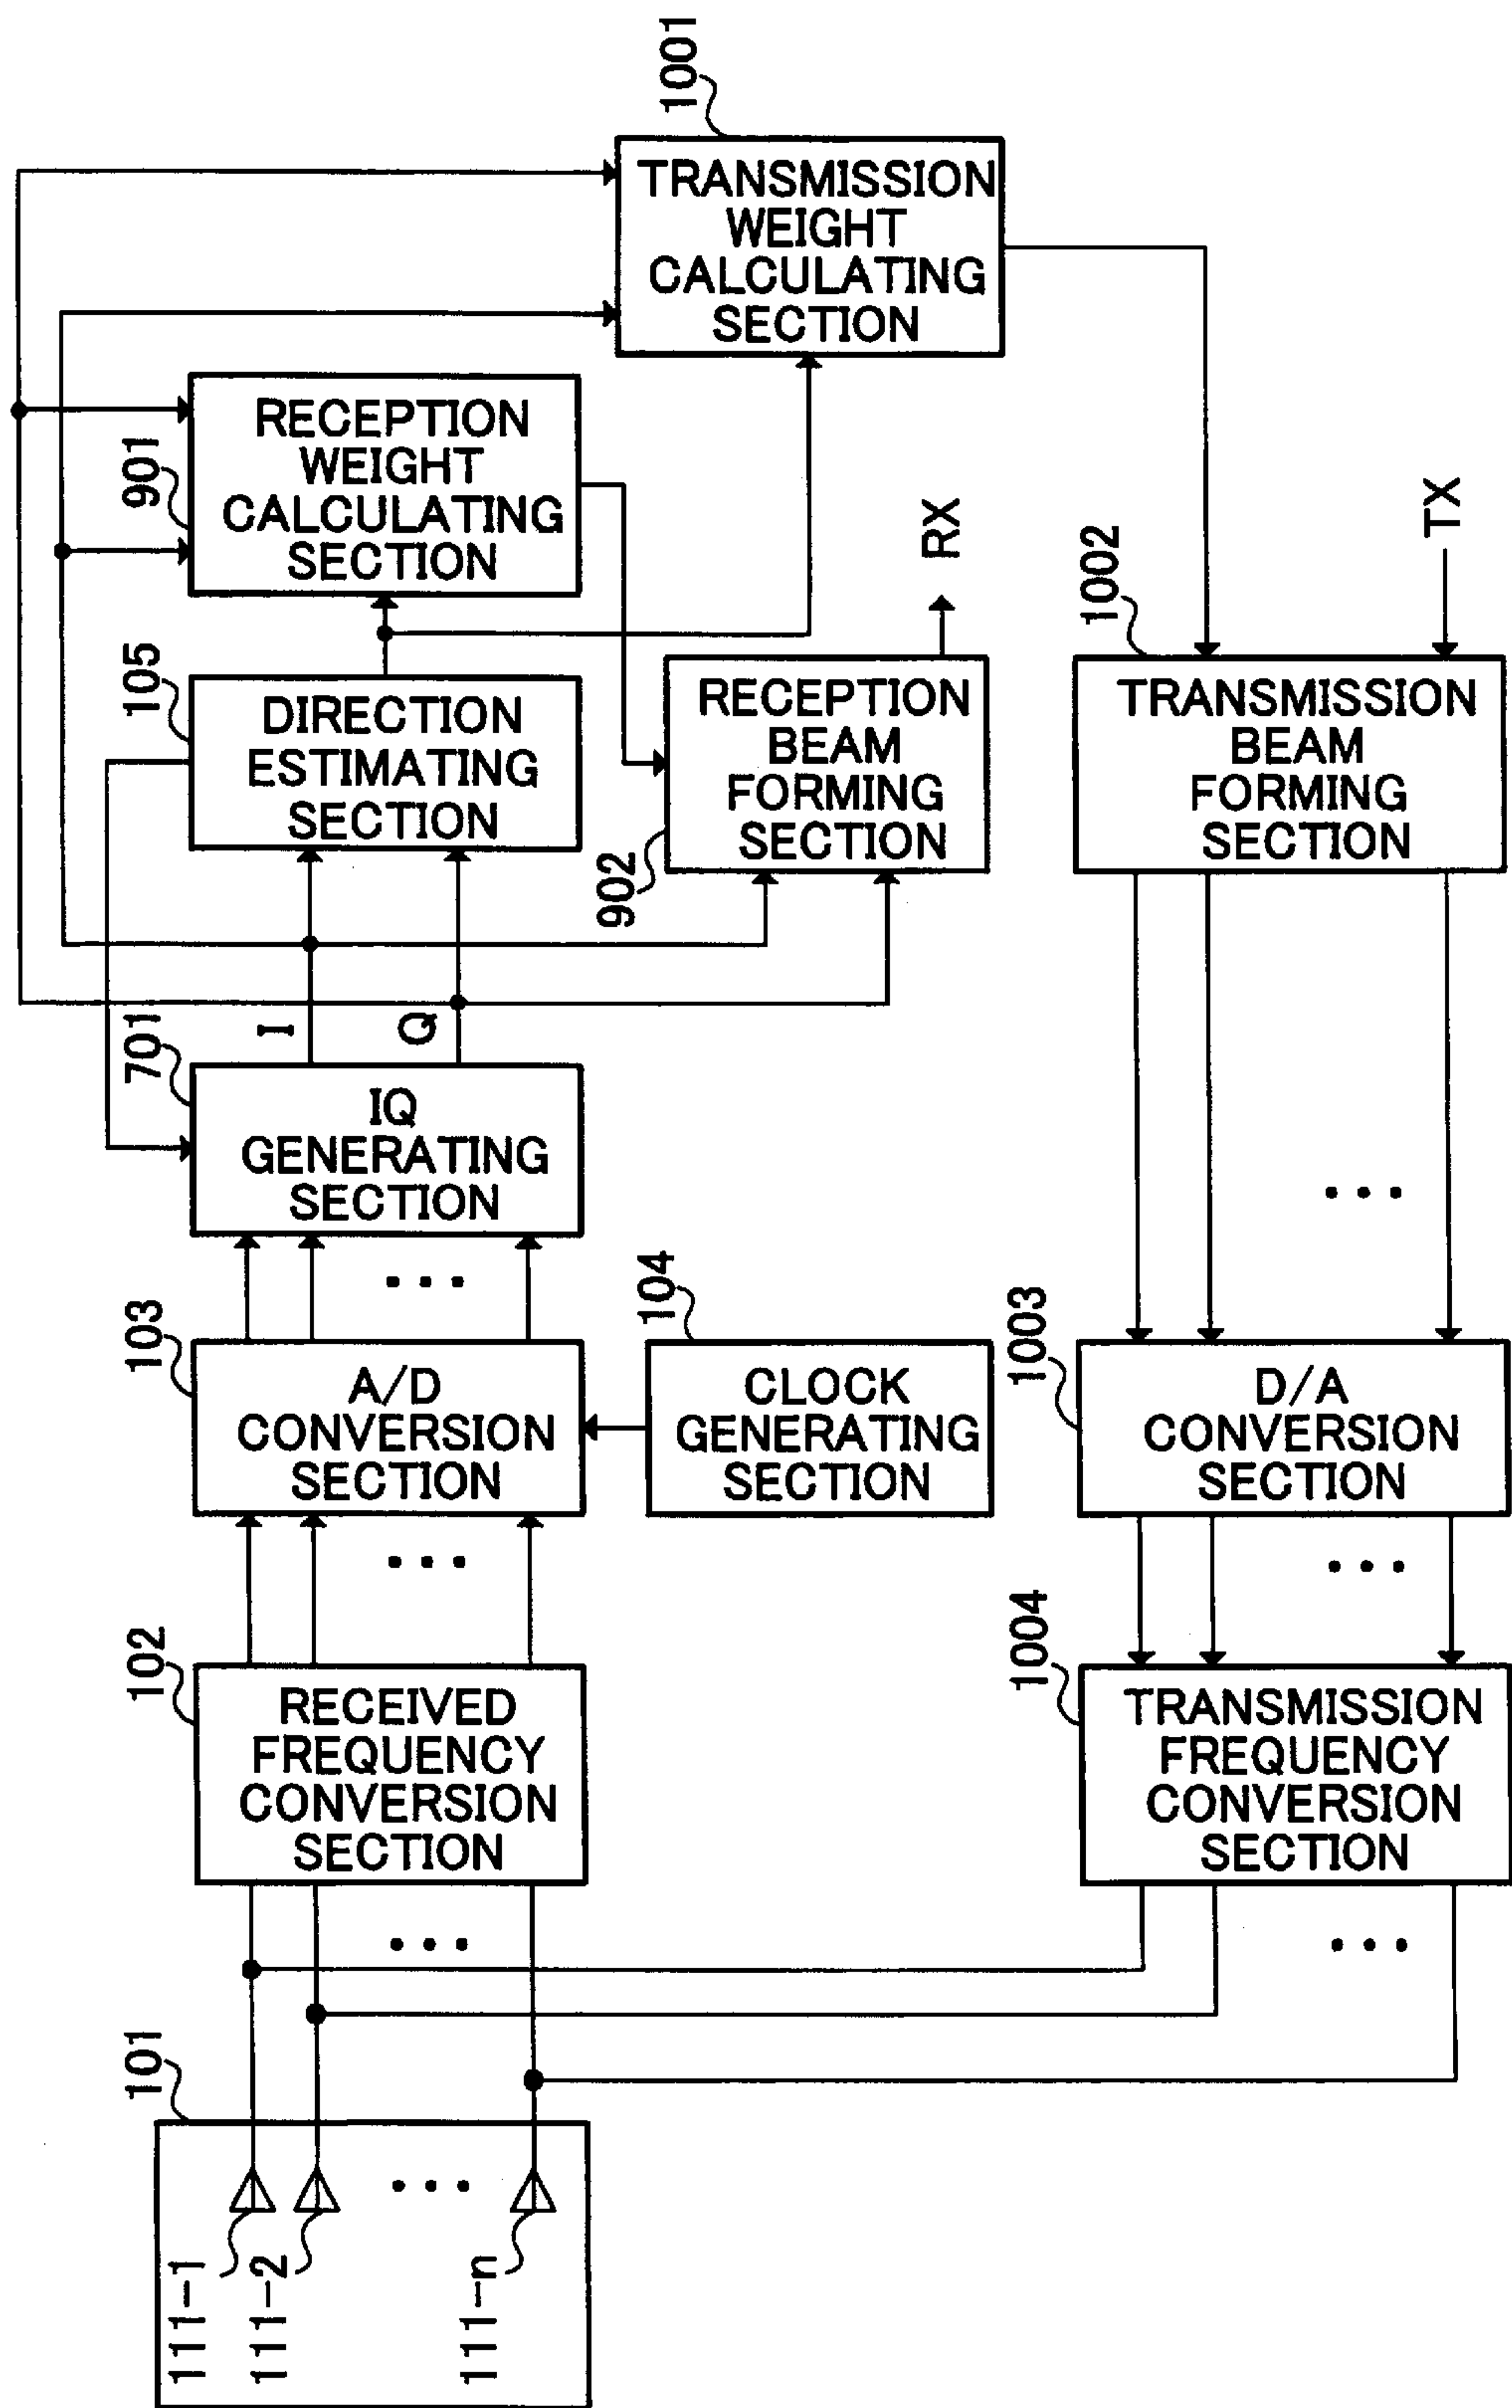 101
111-1
111-2
111-n
102
RECEIVED
FREQUENCY
CONVERSION
SECTION
103
A/D
CONVERSION
SECTION
104
CLOCK
GENERATING
SECTION
701
IQ
GENERATING
SECTION
I
Q
105
DIRECTION
ESTIMATING
SECTION
901
RECEPTION
WEIGHT
CALCULATING
SECTION
902
RECEPTION
BEAM
FORMING
SECTION
RX
1001
TRANSMISSION
WEIGHT
CALCULATING
SECTION
1002
TRANSMISSION
BEAM
FORMING
SECTION
TX
1003
D/A
CONVERSION
SECTION
1004
TRANSMISSION
FREQUENCY
CONVERSION
SECTION